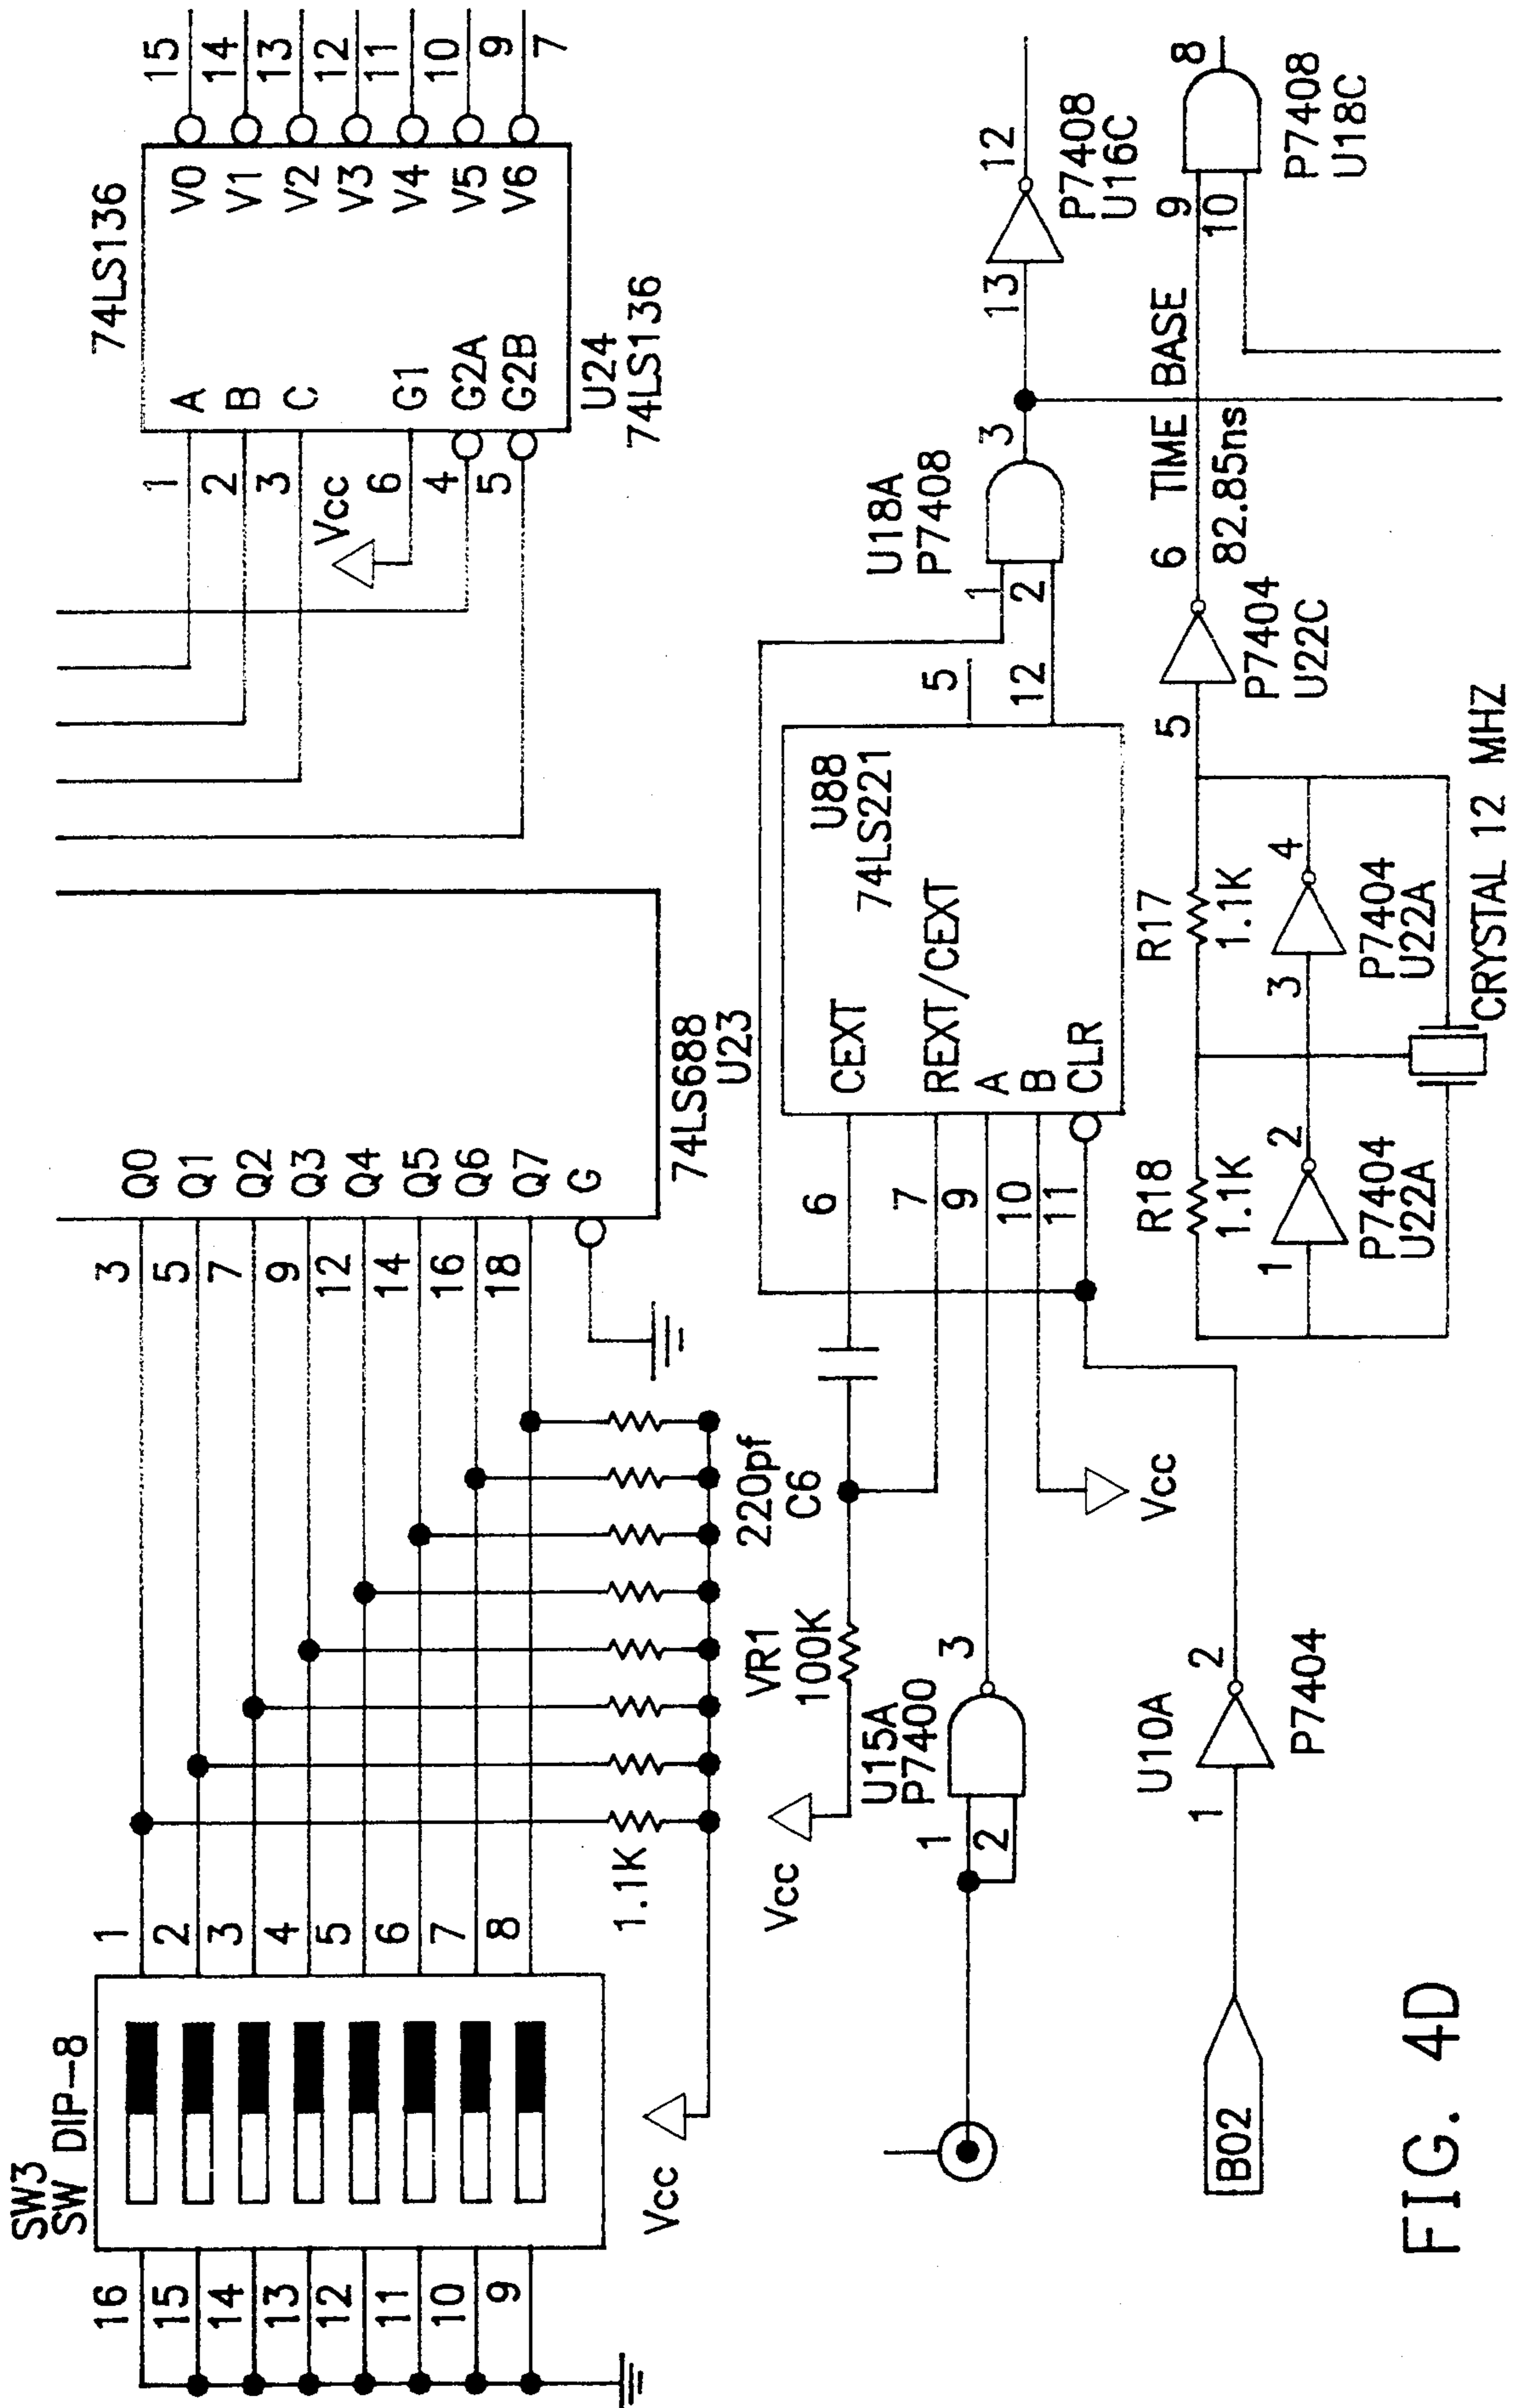 SW3
SW DIP-8
16
15
14
13
12
11
10
9
1
2
3
4
5
6
7
8
Vcc
1.1K
3
5
7
9
12
14
16
18
Q0
Q1
Q2
Q3
Q4
Q5
Q6
Q7
G
74LS688
U23
74LS136
1
2
3
Vcc
6
4
5
A
B
C
G1
G2A
G2B
V0
V1
V2
V3
V4
V5
V6
15
14
13
12
11
10
9
7
U24
74LS136
Vcc
VR1
100K
220pf
C6
U15A
P7400
1
2
3
Vcc
6
7
9
10
11
CEXT
REXT/CEXT
A
B
CLR
U88
74LS221
5
12
U18A
P7408
1
2
3
13
12
P7408
U16C
B02
U10A
1
2
P7404
R18
1.1K
R17
1.1K
1
2
P7404
U22A
3
4
P7404
U22A
CRYSTAL 12 MHZ
5
6
P7404
U22C
TIME BASE
82.85ns
9
10
8
P7408
U18C
FIG. 4D